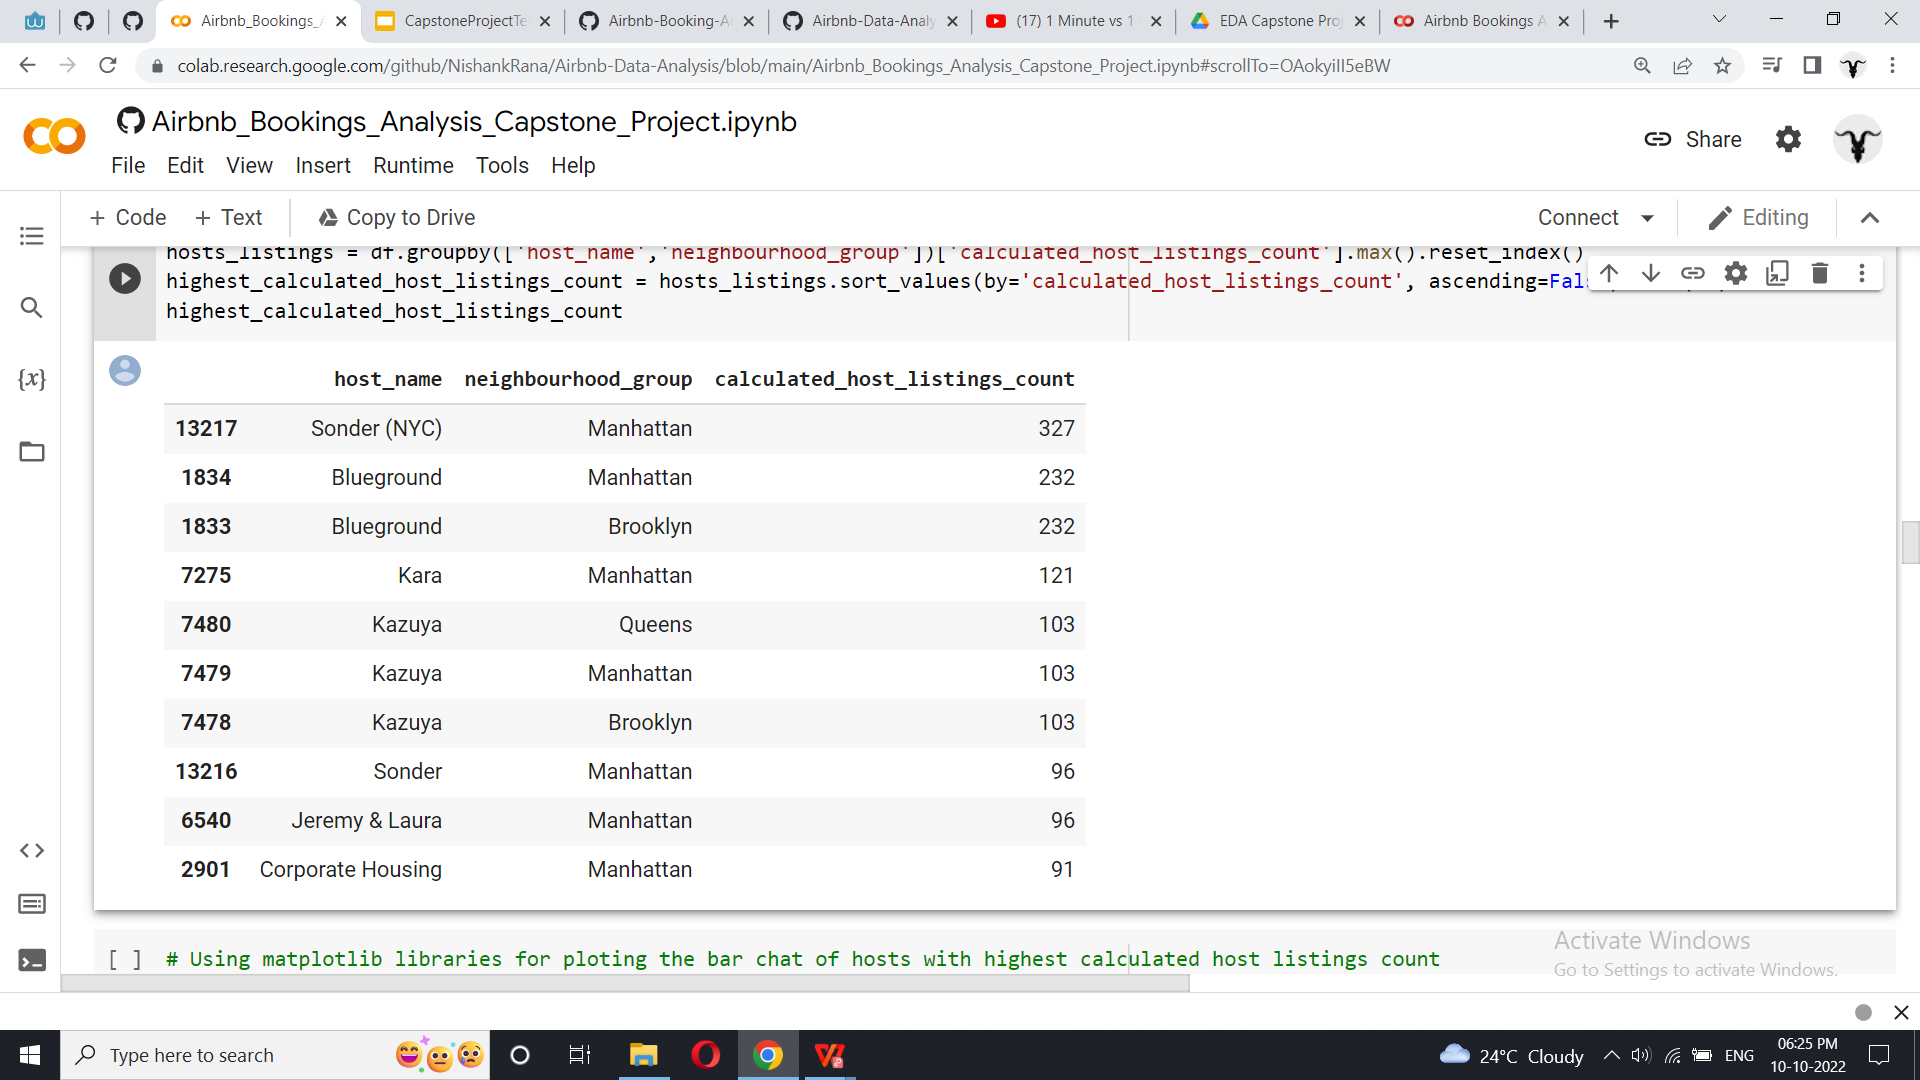 Airbnb_Bookings_
CapstoneProjectTe
Airbnb-Booking-A
Airbnb-Data-Analy
(17) 1 Minute vs 1
EDA Capstone Proj
Airbnb Bookings A
colab.research.google.com/github/NishankRana/Airbnb-Data-Analysis/blob/main/Airbnb_Bookings_Analysis_Capstone_Project.ipynb#scrollTo=OAokyiII5eBW
Airbnb_Bookings_Analysis_Capstone_Project.ipynb
File Edit View Insert Runtime Tools Help
Share
+ Code + Text Copy to Drive
Connect Editing
hosts_listings = df.groupby(['host_name','neighbourhood_group'])['calculated_host_listings_count'].max().reset_index()
highest_calculated_host_listings_count = hosts_listings.sort_values(by='calculated_host_listings_count', ascending=Fal
highest_calculated_host_listings_count
{x}
host_name neighbourhood_group calculated_host_listings_count
13217 Sonder (NYC) Manhattan 327
1834 Blueground Manhattan 232
1833 Blueground Brooklyn 232
7275 Kara Manhattan 121
7480 Kazuya Queens 103
7479 Kazuya Manhattan 103
7478 Kazuya Brooklyn 103
13216 Sonder Manhattan 96
6540 Jeremy & Laura Manhattan 96
2901 Corporate Housing Manhattan 91
[ ] # Using matplotlib libraries for ploting the bar chat of hosts with highest calculated host listings count
Activate Windows
Go to Settings to activate Windows.
Type here to search
24°C Cloudy
ENG
06:25 PM
10-10-2022